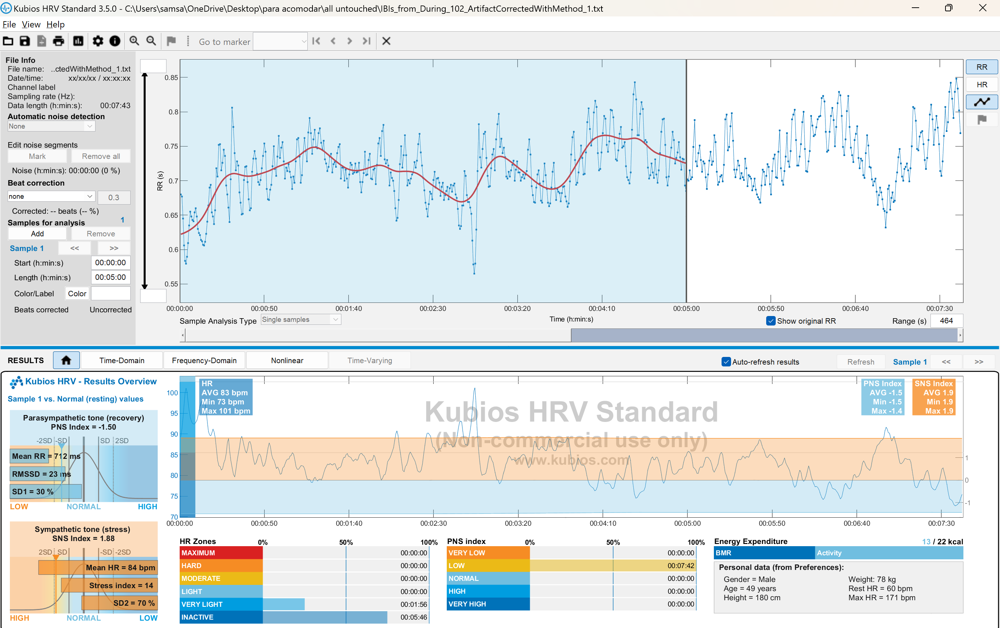 Kubios HRV Standard 3.5.0 - C:\Users\samsa\OneDrive\Desktop\para acomodar\all untouched\IBIs_from_During_102_ArtifactCorrectedWithMethod_1.txt
File View Help
Go to marker
File Info
File name: ..ctedWithMethod_1.txt
Date/time: xx/xx/xx / xx:xx:xx
Channel label
Sampling rate (Hz):
Data length (h:min:s): 00:07:43
Automatic noise detection
None
Edit noise segments
Mark Remove all
Noise (h:min:s): 00:00:00 (0 %)
Beat correction
none 0.3
Corrected: -- beats (-- %)
Samples for analysis 1
Add Remove
Sample 1 << >>
Start (h:min:s) 00:00:00
Length (h:min:s) 00:05:00
Color/Label Color
Beats corrected Uncorrected
RR (s)
0.85
0.8
0.75
0.7
0.65
0.6
0.55
00:00:00 00:00:50 00:01:40 00:02:30 00:03:20 00:04:10 00:05:00 00:05:50 00:06:40 00:07:30
Time (h:min:s)
RR
HR
Sample Analysis Type Single samples
Show original RR Range (s) 464
RESULTS Time-Domain Frequency-Domain Nonlinear Time-Varying
Auto-refresh results Refresh Sample 1 << >>
Kubios HRV - Results Overview
Sample 1 vs. Normal (resting) values
Parasympathetic tone (recovery)
PNS Index = -1.50
-2SD -SD SD 2SD
Mean RR = 712 ms
RMSSD = 23 ms
SD1 = 30 %
LOW NORMAL HIGH
Sympathetic tone (stress)
SNS Index = 1.88
2SD SD -SD -2SD
Mean HR = 84 bpm
Stress index = 14
SD2 = 70 %
HIGH NORMAL LOW
HR
AVG 83 bpm
Min 73 bpm
Max 101 bpm
PNS Index
AVG -1.5
Min -1.5
Max -1.4
SNS Index
AVG 1.9
Min 1.9
Max 1.9
Kubios HRV Standard
(Non-commercial use only)
www.kubios.com
100
95
90
85
80
75
70
1
0
-1
00:00:00 00:00:50 00:01:40 00:02:30 00:03:20 00:04:10 00:05:00 00:05:50 00:06:40 00:07:30
HR Zones 0% 50% 100%
MAXIMUM 00:00:00
HARD 00:00:00
MODERATE 00:00:00
LIGHT 00:00:00
VERY LIGHT 00:01:56
INACTIVE 00:05:46
PNS index 0% 50% 100%
VERY LOW 00:00:00
LOW 00:07:42
NORMAL 00:00:00
HIGH 00:00:00
VERY HIGH 00:00:00
Energy Expenditure 13 / 22 kcal
BMR Activity
Personal data (from Preferences):
Gender = Male Weight: 78 kg
Age = 49 years Rest HR = 60 bpm
Height = 180 cm Max HR = 171 bpm